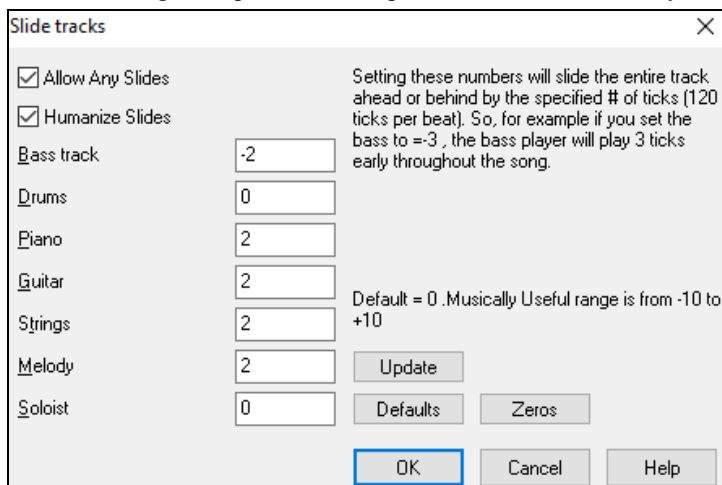 Slide tracks
Allow Any Slides
Humanize Slides
Bass track -2
Drums 0
Piano 2
Guitar 2
Strings 2
Melody 2
Soloist 0
Setting these numbers will slide the entire track
ahead or behind by the specified # of ticks (120
ticks per beat). So, for example if you set the
bass to =-3 , the bass player will play 3 ticks
early throughout the song.
Default = 0 .Musically Useful range is from -10 to
+10
Update
Defaults Zeros
OK Cancel Help